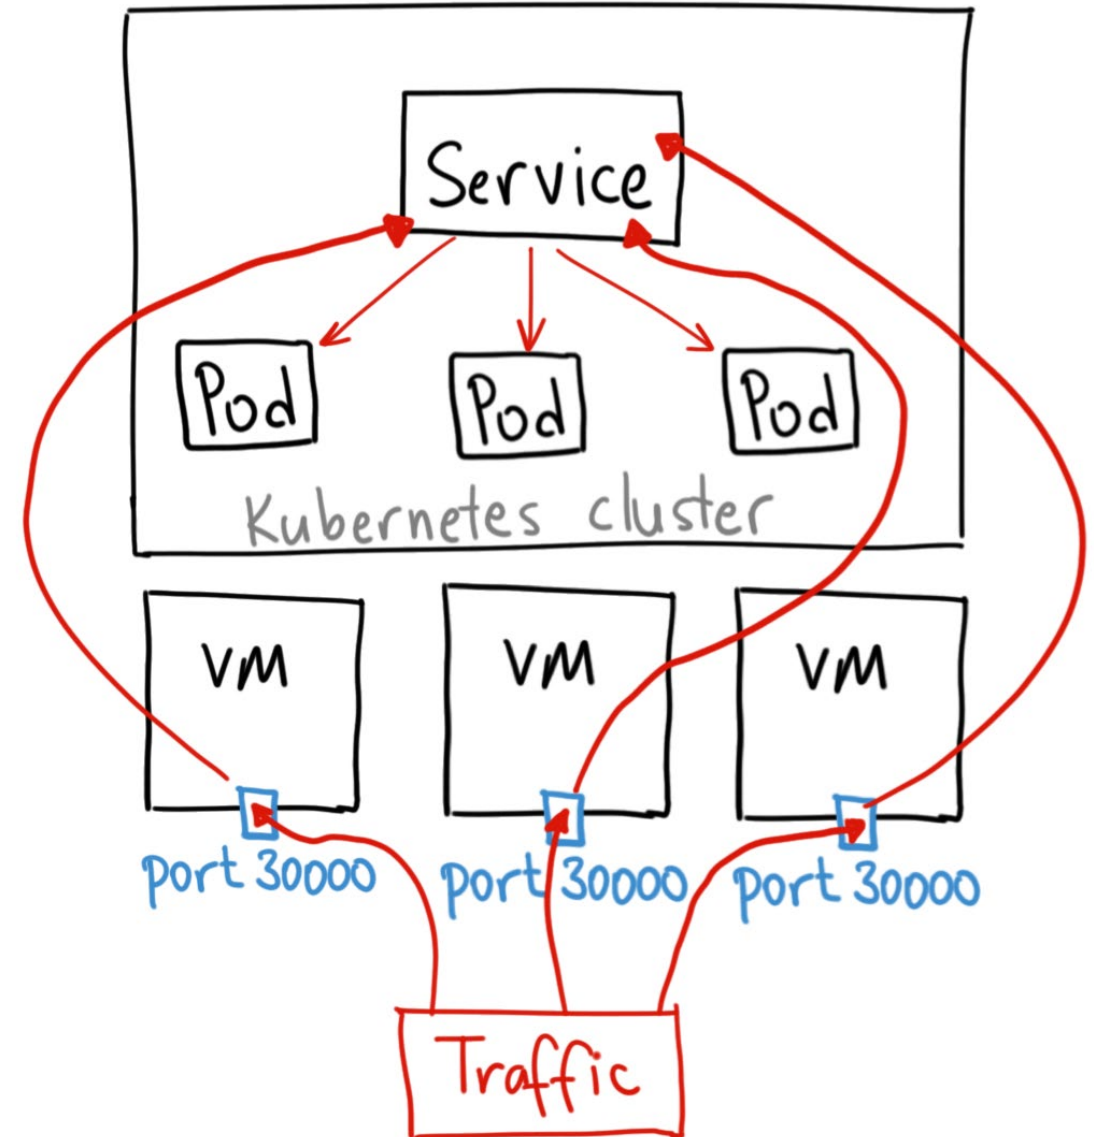 Service
Pod
Pod
Pod
Kubernetes cluster
VM
VM
VM
port 30000
port 30000
port 30000
Traffic